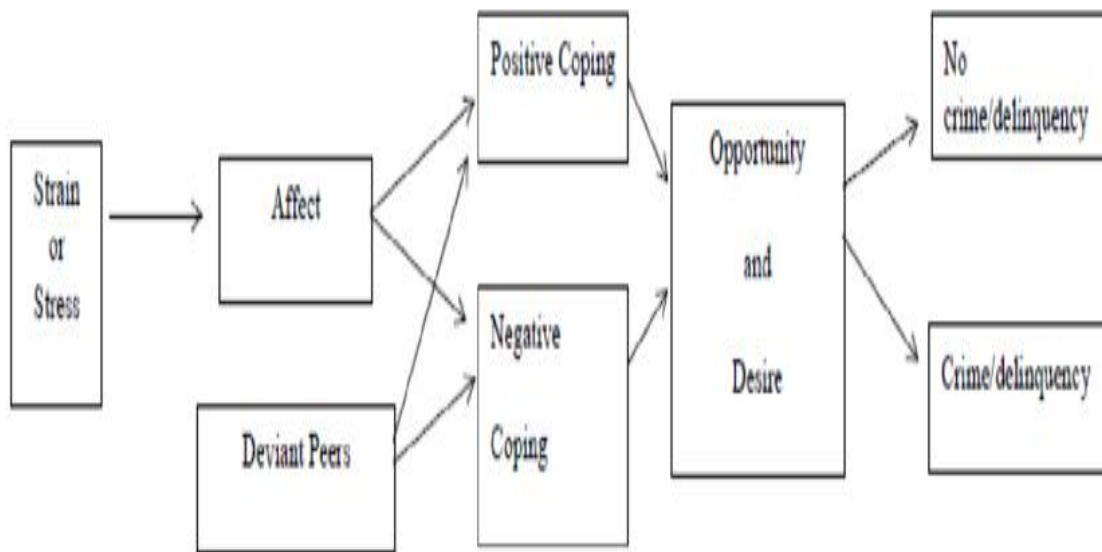 Strain
or
Stress
Affect
Deviant Peers
Positive Coping
Negative
Coping
Opportunity
and
Desire
No
crime/delinquency
Crime/delinquency